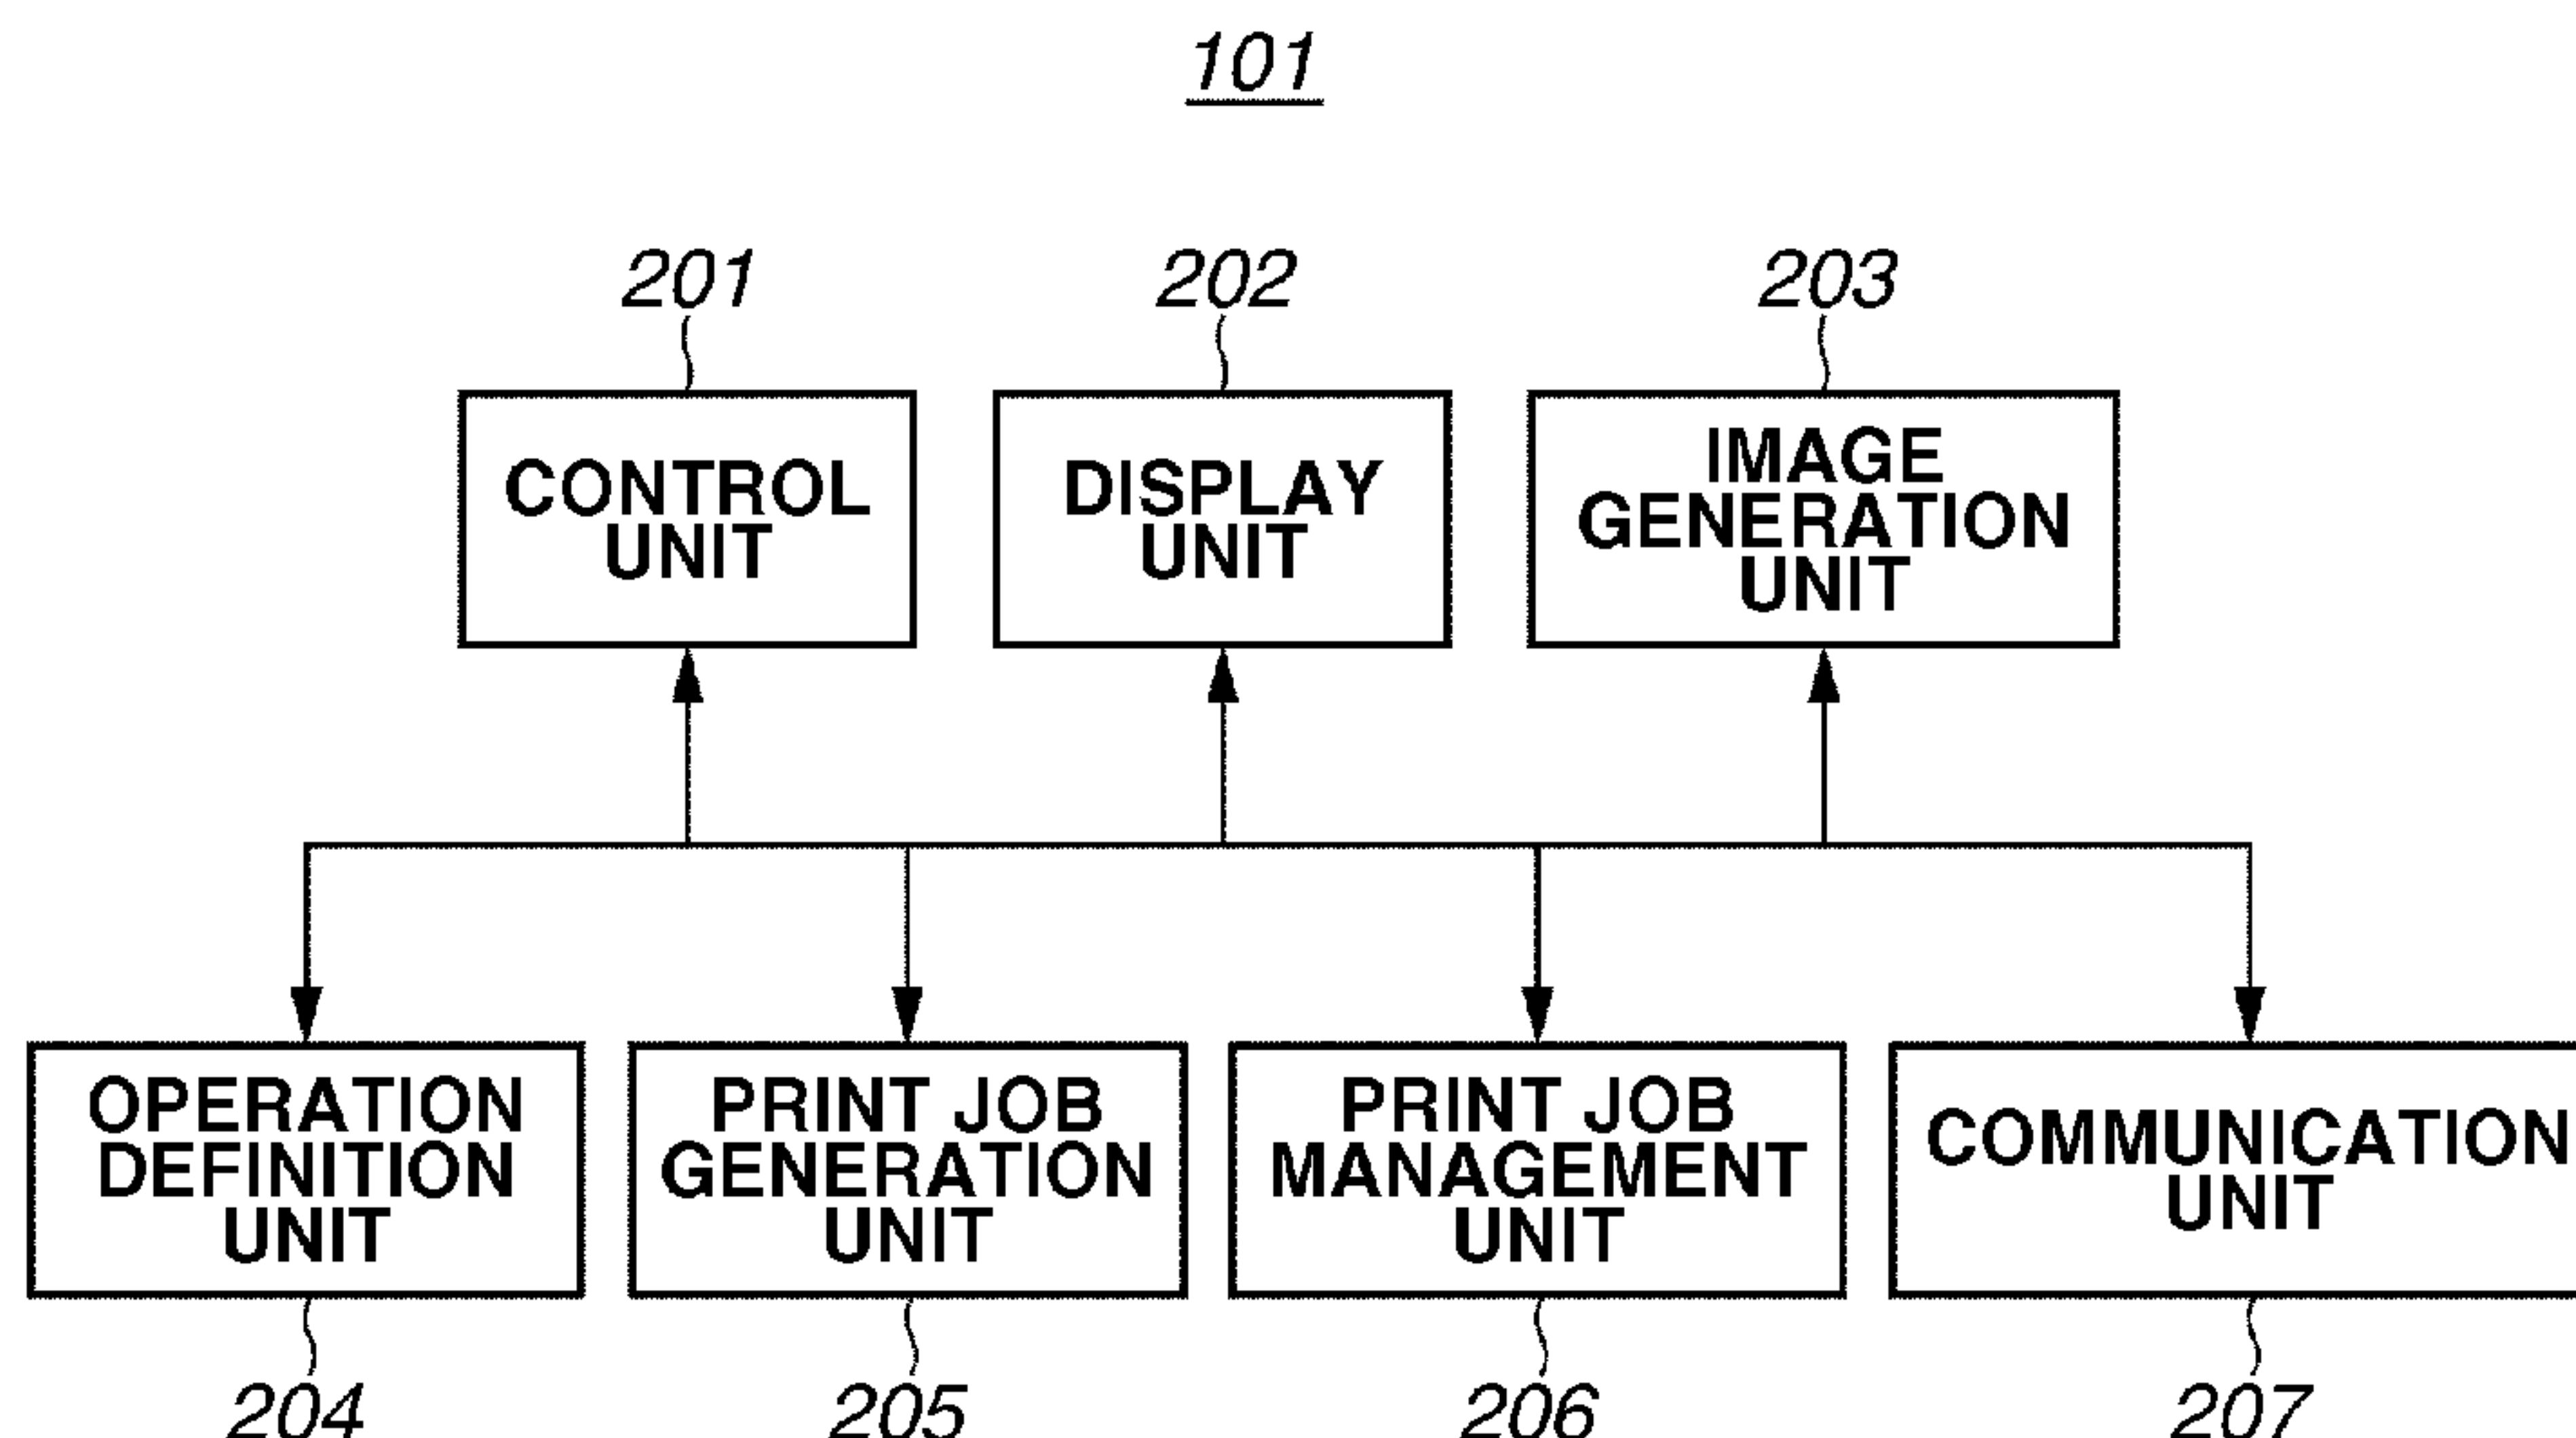 101
201
202
203
CONTROL
UNIT
DISPLAY
UNIT
IMAGE
GENERATION
UNIT
OPERATION
DEFINITION
UNIT
PRINT JOB
GENERATION
UNIT
PRINT JOB
MANAGEMENT
UNIT
COMMUNICATION
UNIT
204
205
206
207